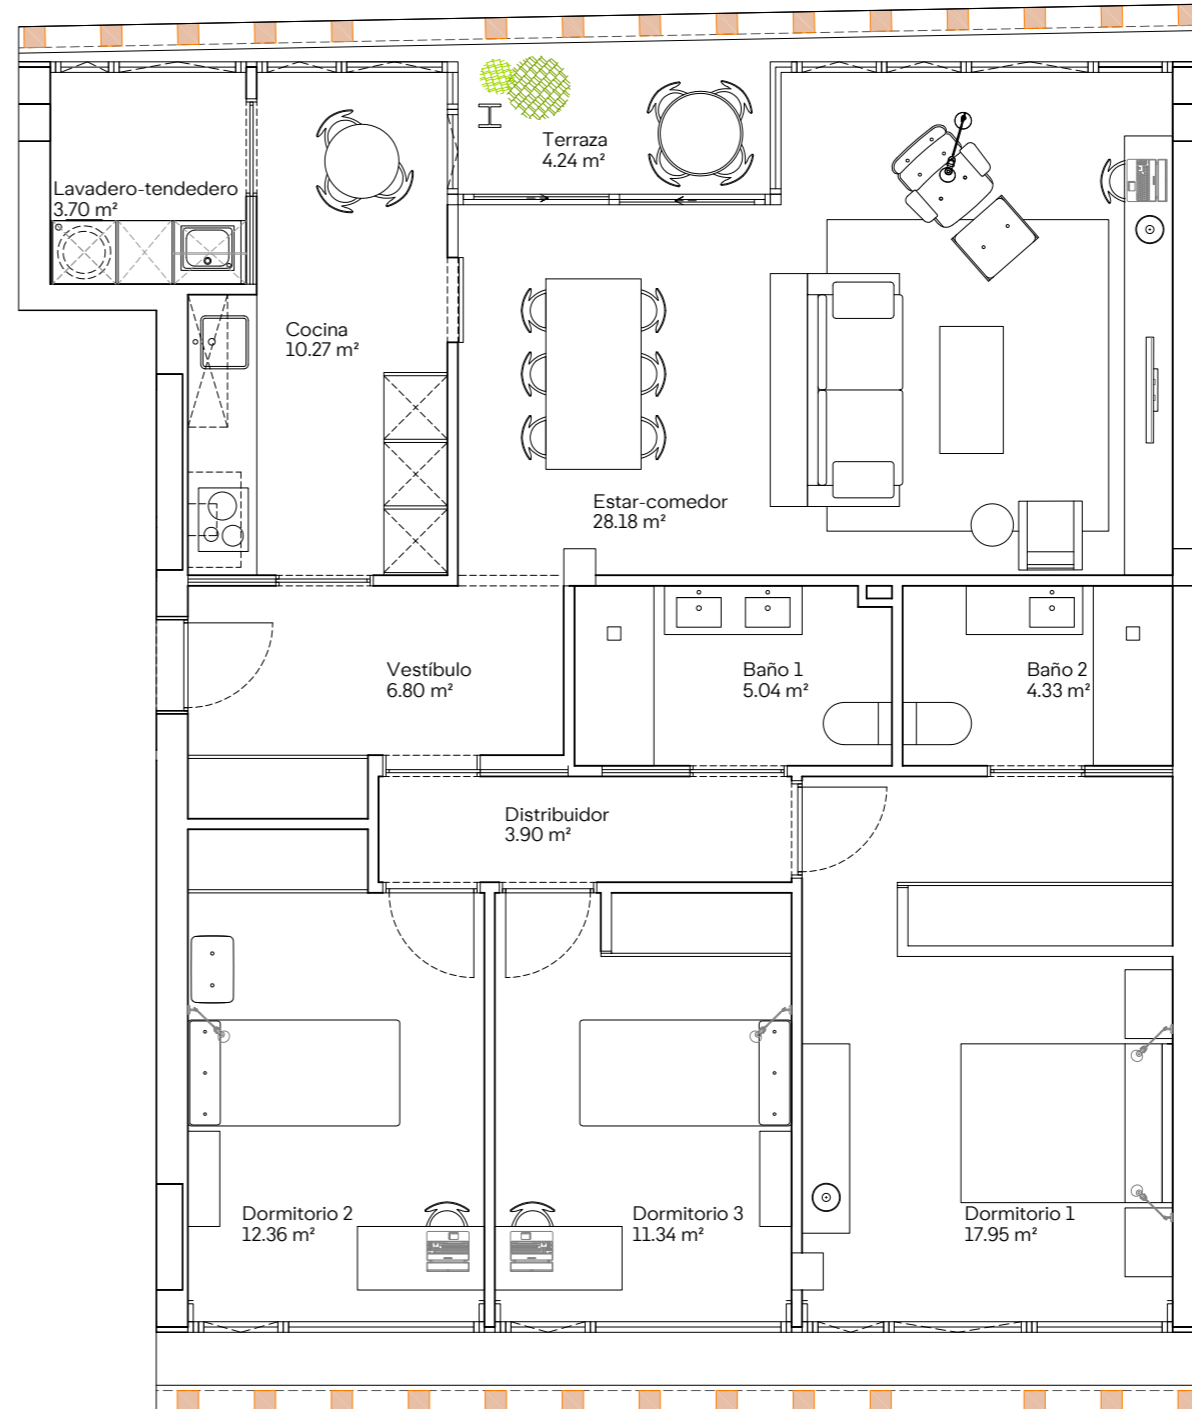 Terraza
4.24 m²
Lavadero-tendedero
3.70 m²
Cocina
10.27 m²
Estar-comedor
28.18 m²
Vestíbulo
6.80 m²
Baño 1
5.04 m²
Baño 2
4.33 m²
Distribuidor
3.90 m²
Dormitorio 2
12.36 m²
Dormitorio 3
11.34 m²
Dormitorio 1
17.95 m²